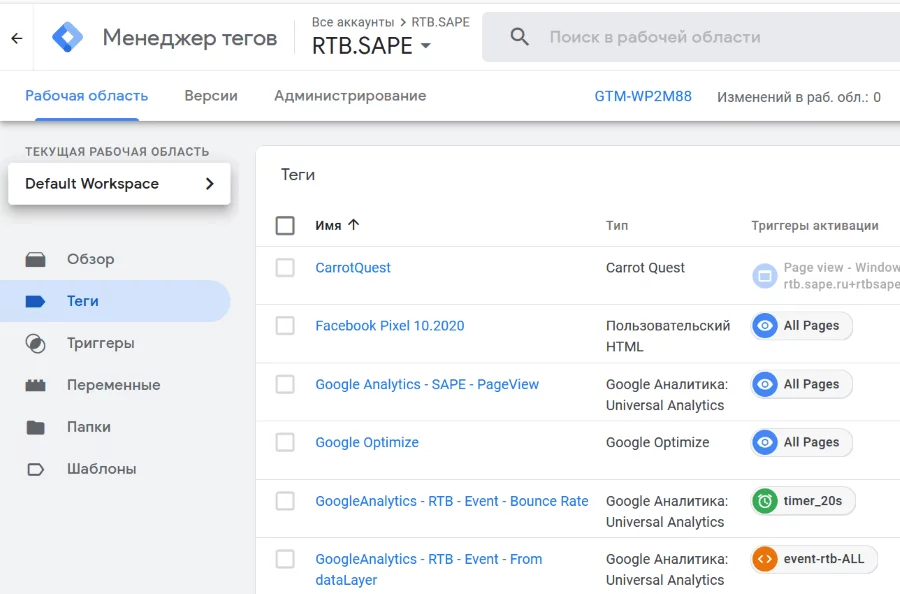 Менеджер тегов
Все аккаунты > RTB.SAPE
RTB.SAPE
Поиск в рабочей области
Рабочая область
Версии
Администрирование
GTM-WP2M88
Изменений в раб. обл.: 0
ТЕКУЩАЯ РАБОЧАЯ ОБЛАСТЬ
Default Workspace
Обзор
Теги
Триггеры
Переменные
Папки
Шаблоны
Теги
Имя
Тип
Триггеры активации
CarrotQuest
Carrot Quest
Page view - Window
rtb.sape.ru+rtbsape
Facebook Pixel 10.2020
Пользовательский
HTML
All Pages
Google Analytics - SAPE - PageView
Google Аналитика:
Universal Analytics
All Pages
Google Optimize
Google Optimize
All Pages
GoogleAnalytics - RTB - Event - Bounce Rate
Google Аналитика:
Universal Analytics
timer_20s
GoogleAnalytics - RTB - Event - From
dataLayer
Google Аналитика:
Universal Analytics
event-rtb-ALL